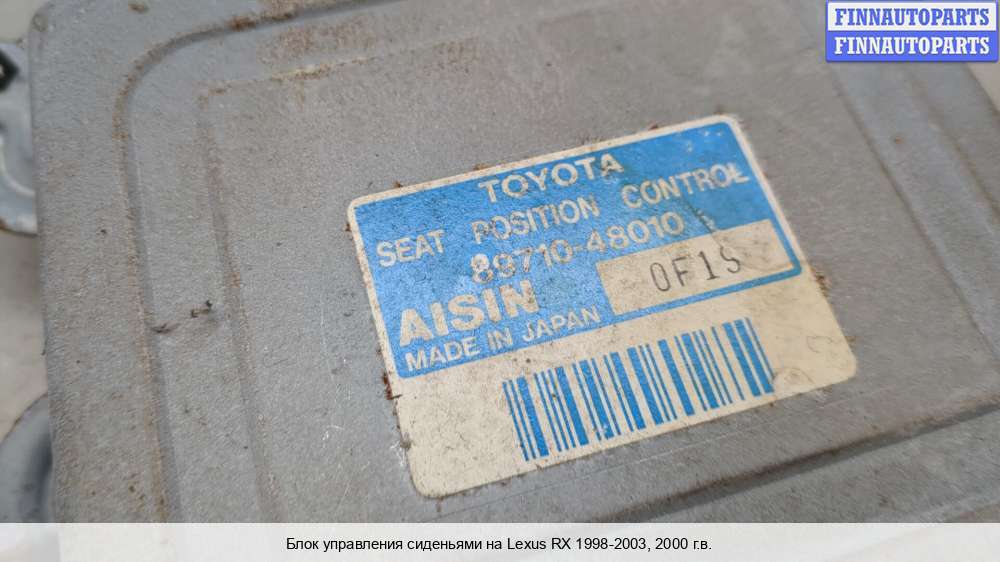 FINNAUTOPARTS
FINNAUTOPARTS
TOYOTA
SEAT POSITION CONTROL
89710-48010
AISIN
0F1S
MADE IN JAPAN
Блок управления сиденьями на Lexus RX 1998-2003, 2000 г.в.